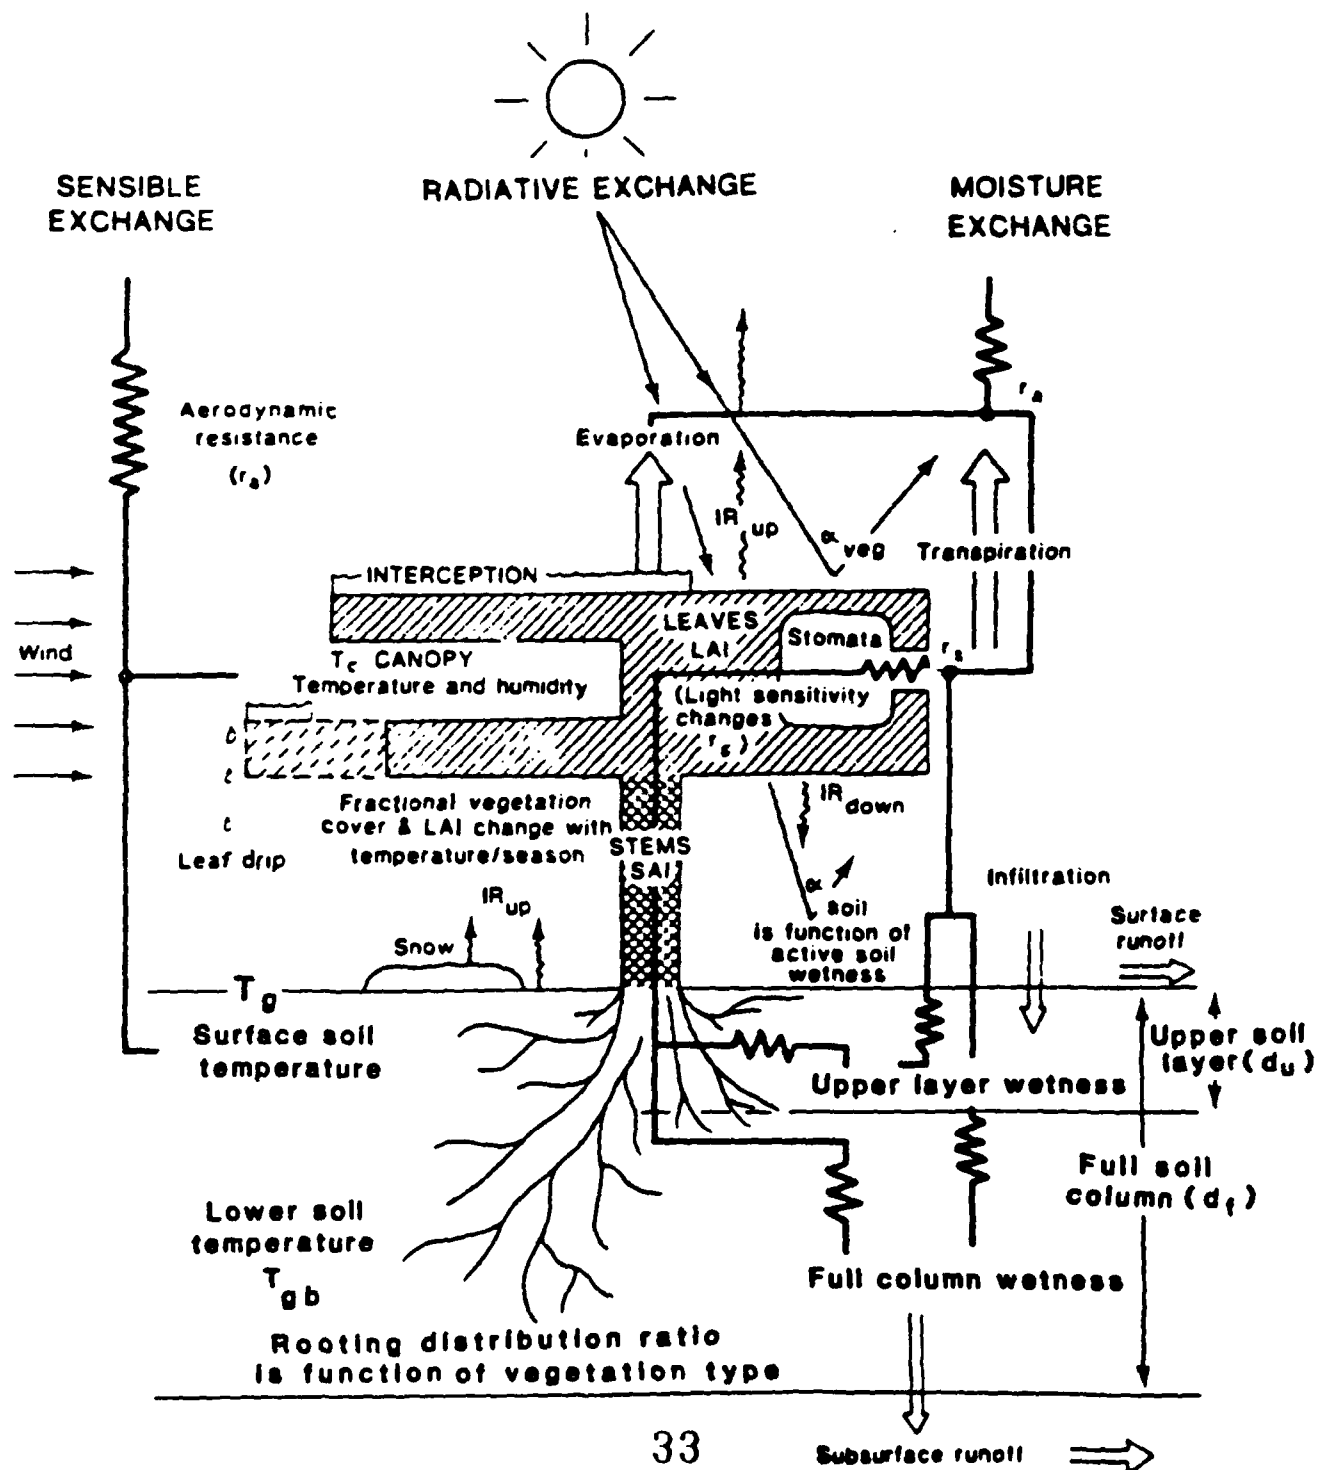 SENSIBLE
EXCHANGE
RADIATIVE EXCHANGE
MOISTURE
EXCHANGE
Aerodynamic
resistance
(ra)
ra
Evaporation
IR up
α veg
Transpiration
INTERCEPTION
LEAVES
LAI
Stomata
rs
Wind
Tc CANOPY
Temperature and humidity
(Light sensitivity
changes
rs)
Fractional vegetation
cover & LAI change with
temperature/season
STEMS
SAI
IR down
Leaf drip
IR up
Snow
α soil
is function of
active soil
wetness
Infiltration
Surface
runoff
Tg
Surface soil
temperature
Upper soil
layer (du)
Upper layer wetness
Full soil
column (df)
Lower soil
temperature
Tgb
Full column wetness
Rooting distribution ratio
is function of vegetation type
33
Subsurface runoff